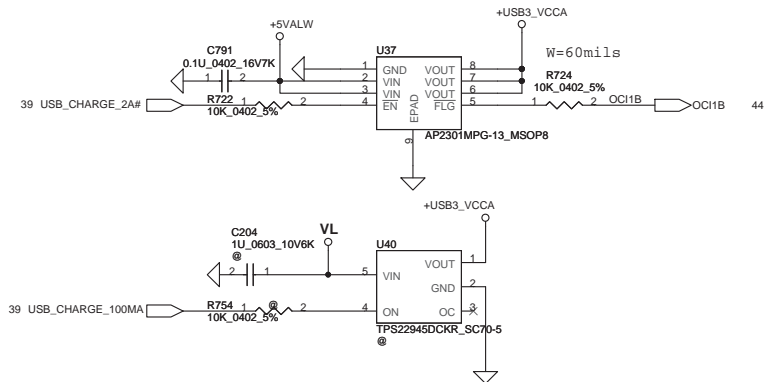 +5VALW
+USB3_VCCA
C791
0.1U_0402_16V7K
1 2
U37
W=60mils
1 GND VOUT 8
2 VIN VOUT 7
3 VIN VOUT 6
4 EN FLG 5
EPAD
9
AP2301MPG-13_MSOP8
39 USB_CHARGE_2A#
R722
1 2
10K_0402_5%
R724
10K_0402_5%
1 2
OCI1B
OCI1B 44
+USB3_VCCA
C204
1U_0603_10V6K
@
2 1
VL
U40
5 VIN VOUT 1
GND 2
4 ON OC 3
TPS22945DCKR_SC70-5
@
39 USB_CHARGE_100MA
R754
1 @ 2
10K_0402_5%